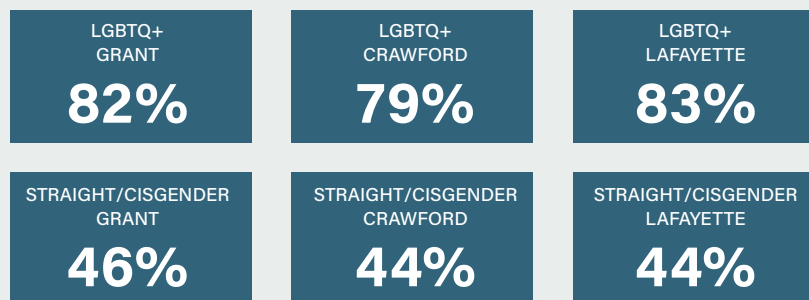 LGBTQ+
GRANT
82%
LGBTQ+
CRAWFORD
79%
LGBTQ+
LAFAYETTE
83%
STRAIGHT/CISGENDER
GRANT
46%
STRAIGHT/CISGENDER
CRAWFORD
44%
STRAIGHT/CISGENDER
LAFAYETTE
44%